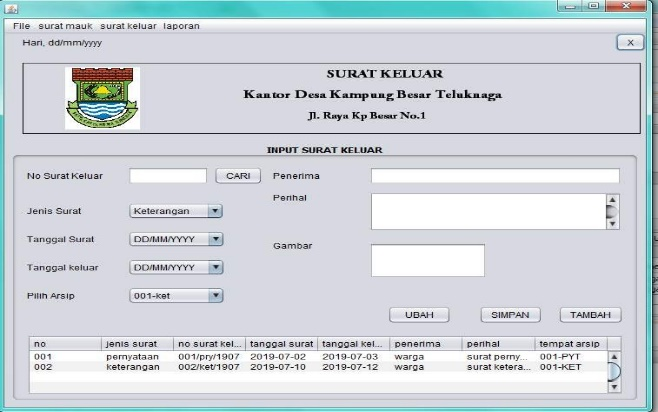 File surat mauk surat keluar laporan
Hari, dd/mm/yyyy
X
SURAT KELUAR
Kantor Desa Kampung Besar Teluknaga
Jl. Raya Kp Besar No.1
INPUT SURAT KELUAR
No Surat Keluar CARI Penerima
Perihal
Jenis Surat Keterangan
Tanggal Surat DD/MM/YYYY
Gambar
Tanggal keluar DD/MM/YYYY
Pilih Arsip 001-ket
UBAH SIMPAN TAMBAH
no jenis surat no surat kel... tanggal surat tanggal kel... penerima perihal tempat arsip
001 pernyataan 001/pry/1907 2019-07-02 2019-07-03 warga surat perny... 001-PYT
002 keterangan 002/ket/1907 2019-07-10 2019-07-12 warga surat ketera... 001-KET